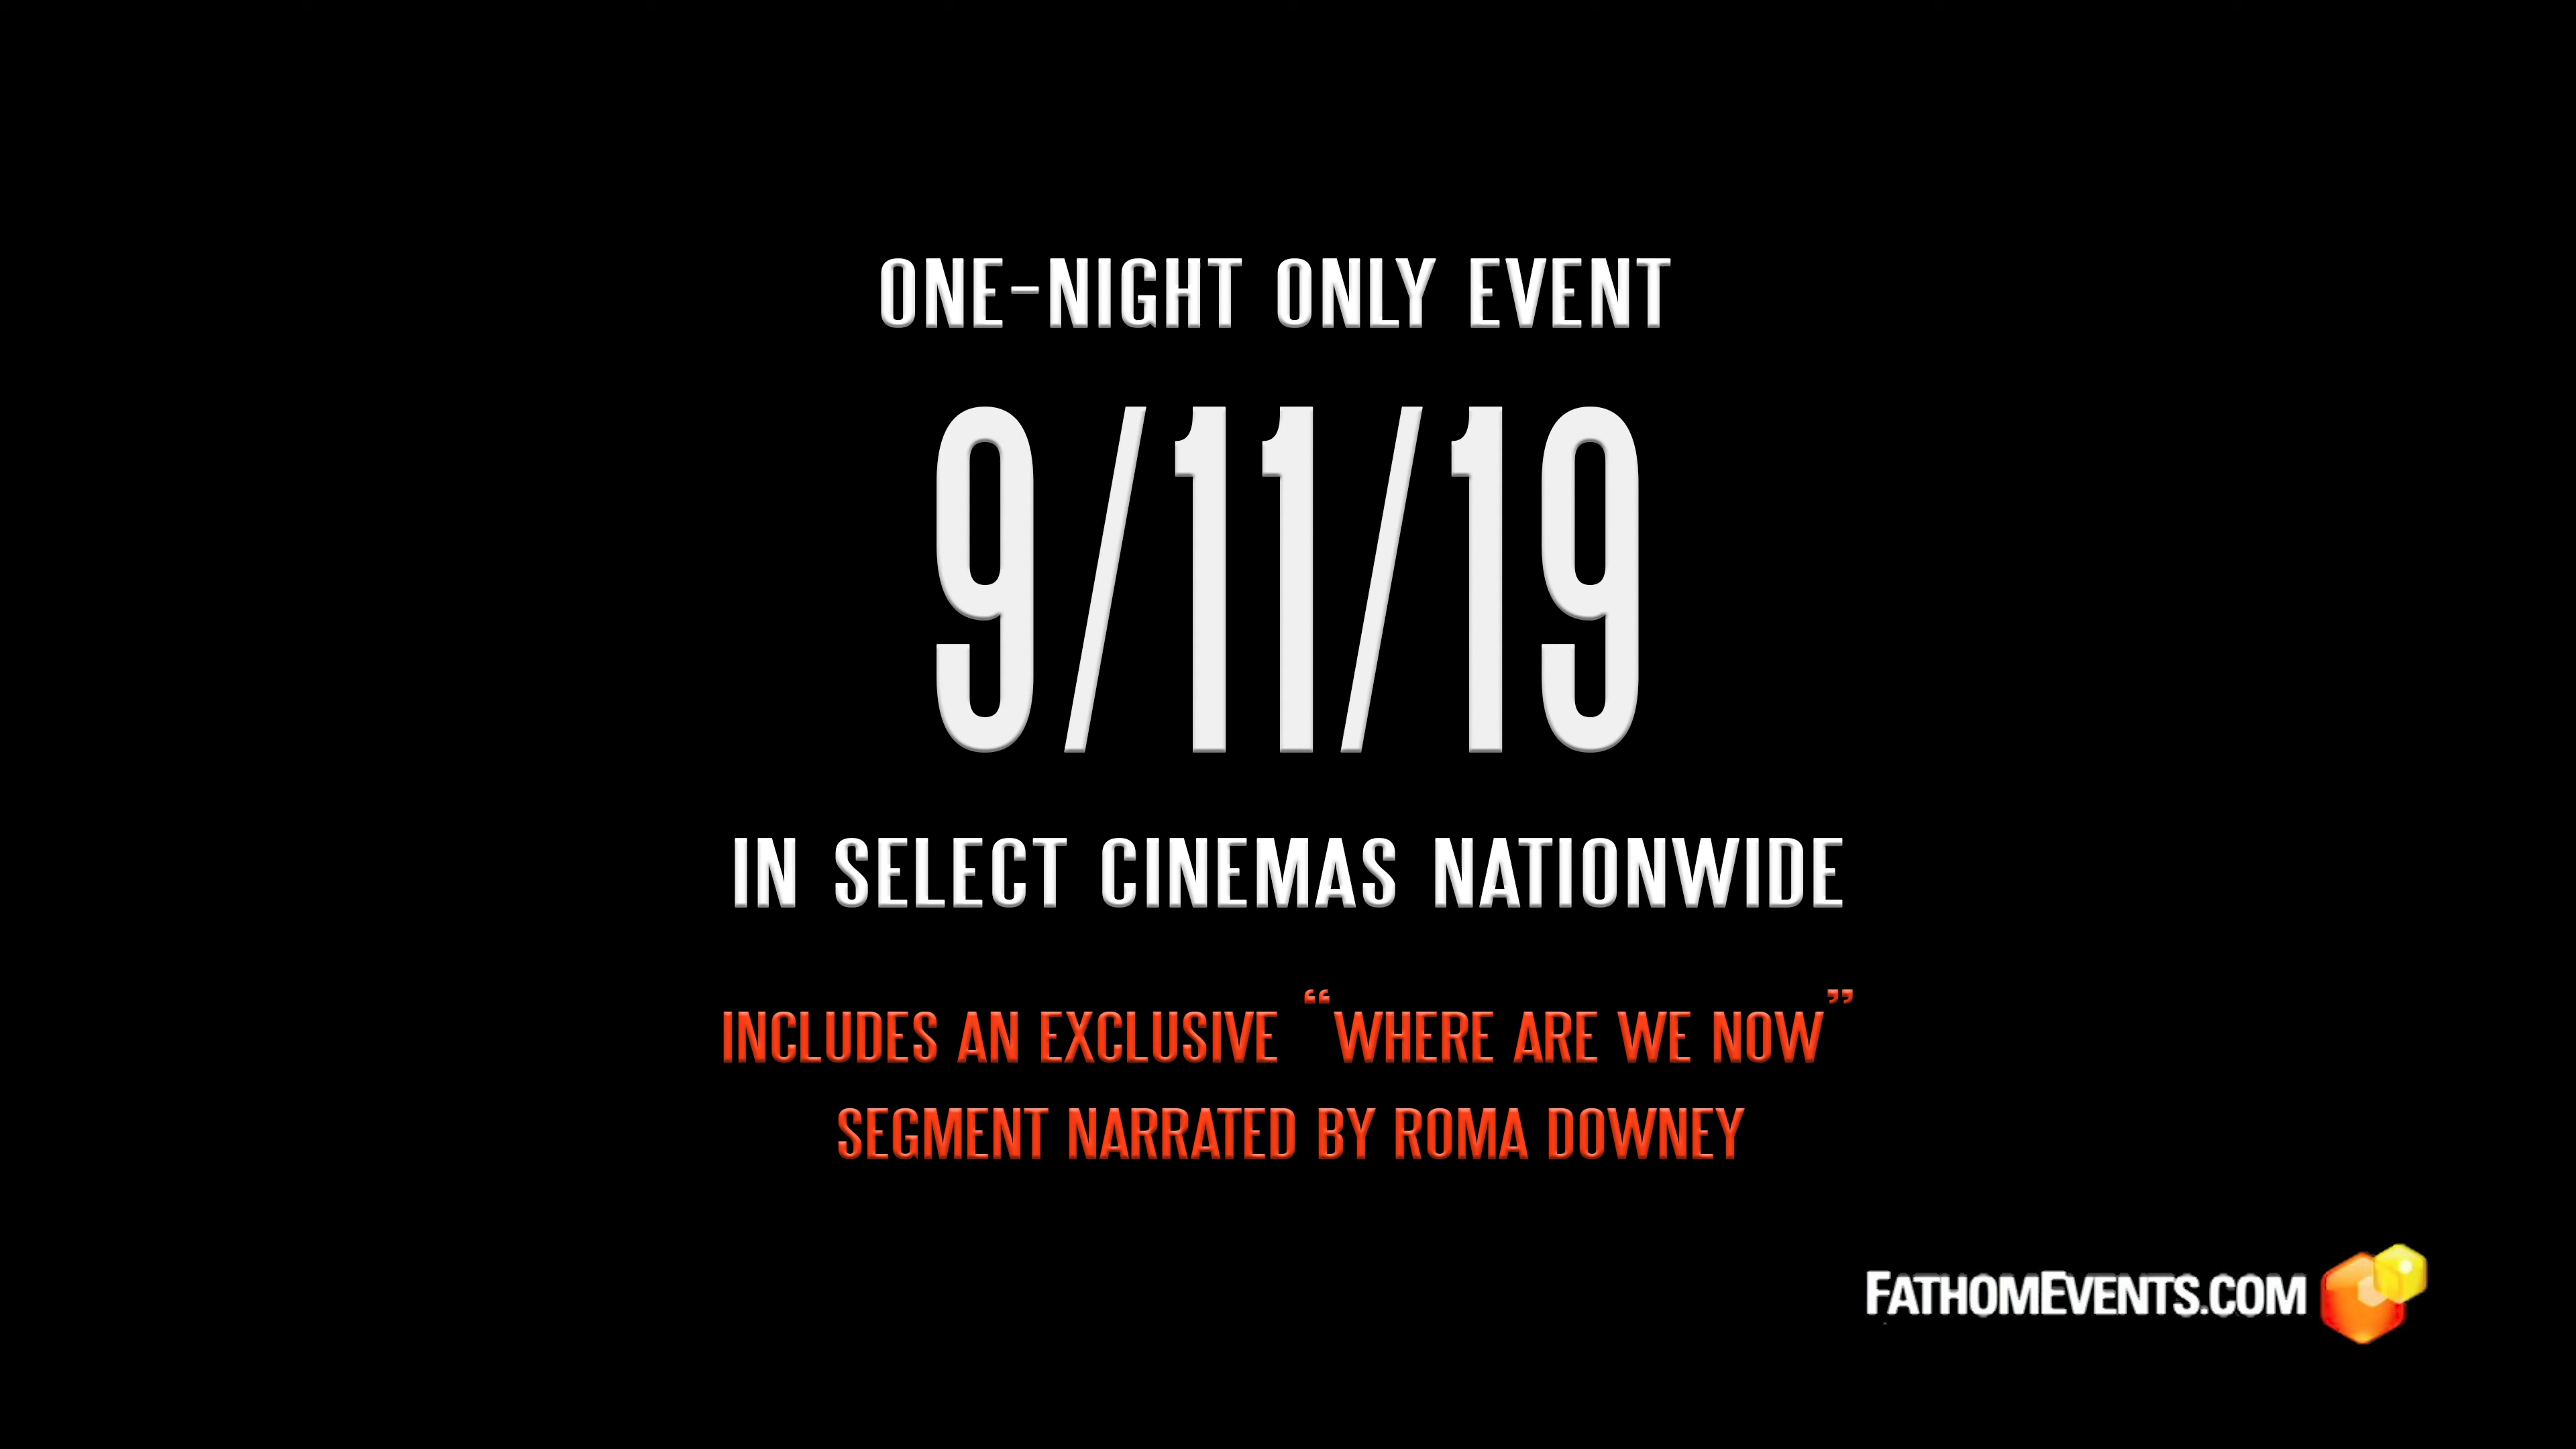 ONE-NIGHT ONLY EVENT
9/11/19
IN SELECT CINEMAS NATIONWIDE
INCLUDES AN EXCLUSIVE “WHERE ARE WE NOW”
SEGMENT NARRATED BY ROMA DOWNEY
FATHOMEVENTS.COM